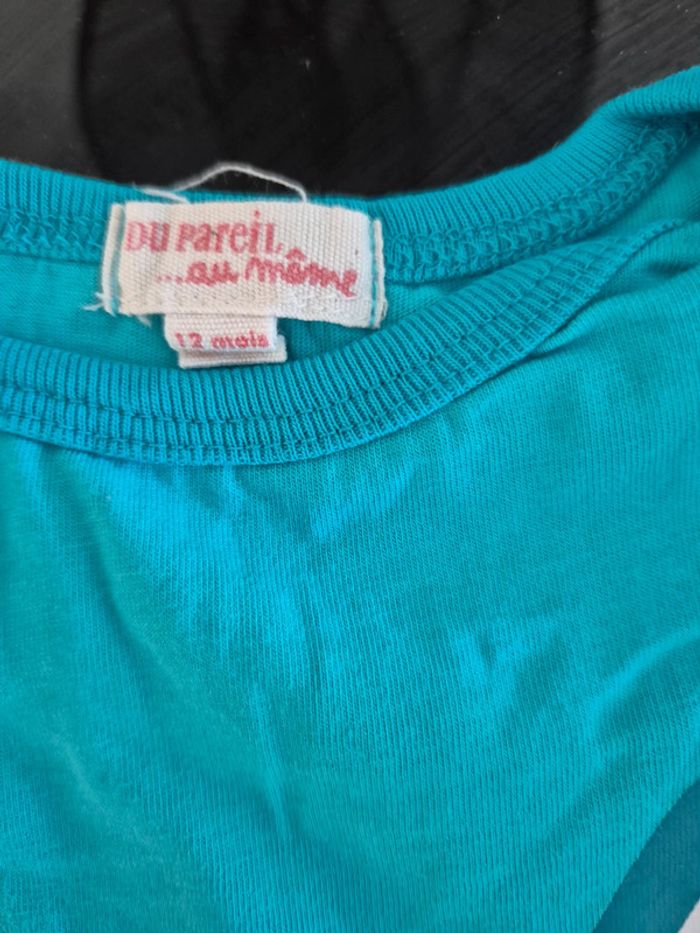 DU PAREIL
...au même
12 mois